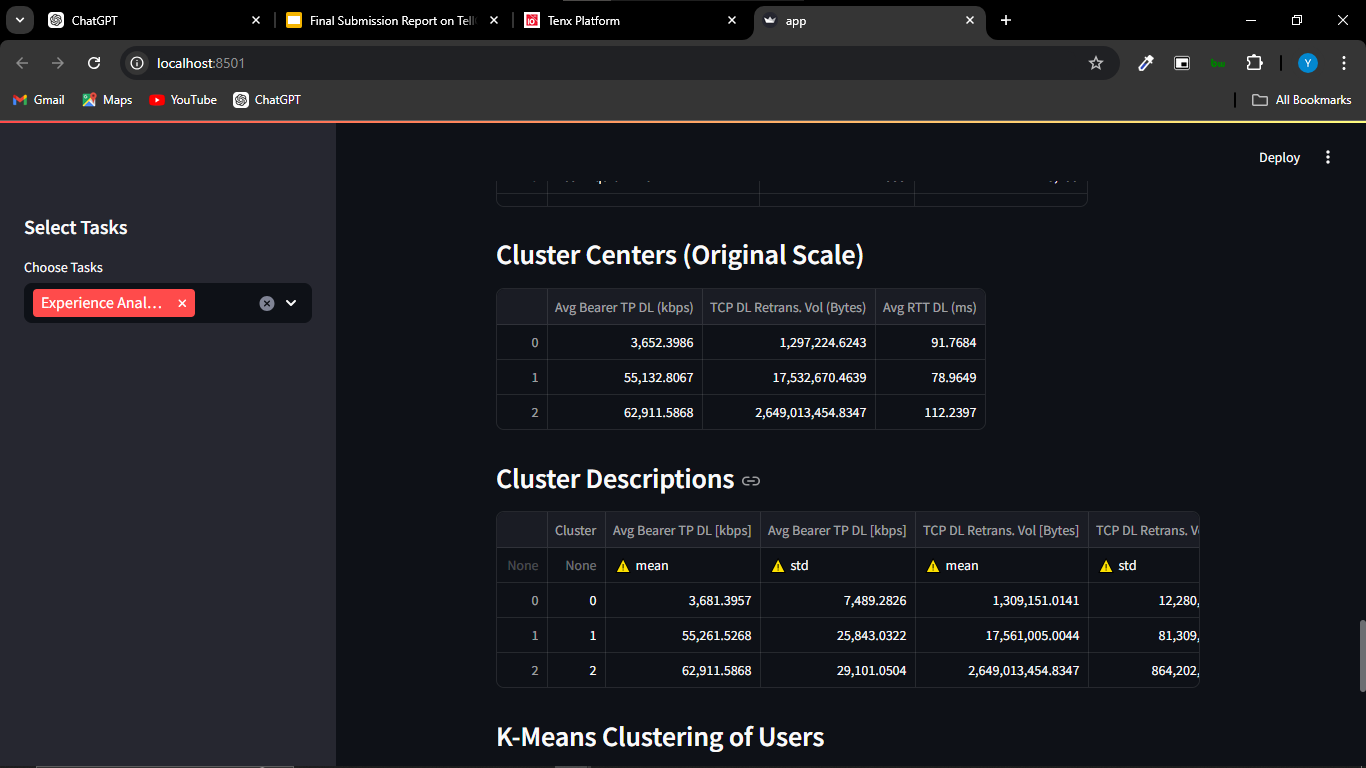 ChatGPT Final Submission Report on Tell Tenx Platform app
localhost:8501
Gmail Maps YouTube ChatGPT All Bookmarks
Deploy
Select Tasks
Choose Tasks
Experience Anal...
Cluster Centers (Original Scale)
Avg Bearer TP DL (kbps) TCP DL Retrans. Vol (Bytes) Avg RTT DL (ms)
0 3,652.3986 1,297,224.6243 91.7684
1 55,132.8067 17,532,670.4639 78.9649
2 62,911.5868 2,649,013,454.8347 112.2397
Cluster Descriptions
Cluster Avg Bearer TP DL [kbps] Avg Bearer TP DL [kbps] TCP DL Retrans. Vol [Bytes] TCP DL Retrans. V
None None mean std mean std
0 0 3,681.3957 7,489.2826 1,309,151.0141 12,280,
1 1 55,261.5268 25,843.0322 17,561,005.0044 81,309,
2 2 62,911.5868 29,101.0504 2,649,013,454.8347 864,202,
K-Means Clustering of Users